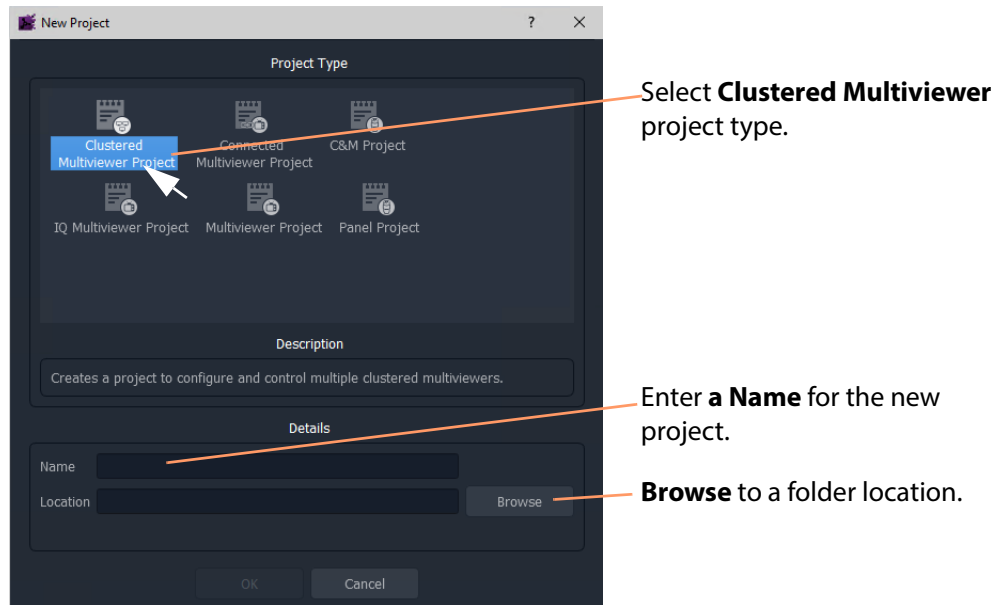 New Project ? ×
Project Type
Select Clustered Multiviewer
project type.
Clustered
Multiviewer Project
Connected
Multiviewer Project
C&M Project
IQ Multiviewer Project
Multiviewer Project
Panel Project
Description
Creates a project to configure and control multiple clustered multiviewers.
Enter a Name for the new
project.
Details
Name
Location
Browse
Browse to a folder location.
OK
Cancel